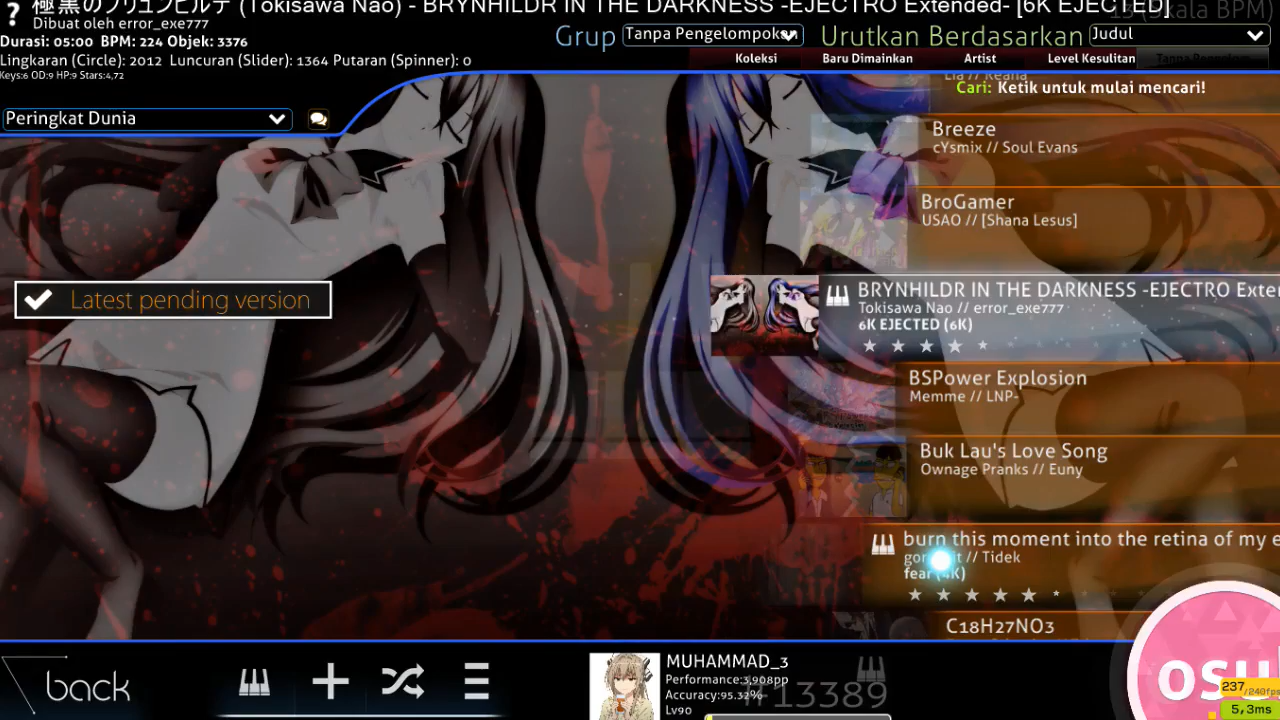 極黒のブリュンヒルデ (Tokisawa Nao) - BRYNHILDR IN THE DARKNESS -EJECTRO Extended- [6K EJECTED]
Dibuat oleh error_exe777
Durasi: 05:00 BPM: 224 Objek: 3376
Lingkaran (Circle): 2012 Luncuran (Slider): 1364 Putaran (Spinner): 0
Keys:6 OD:9 HP:9 Stars:4,72
13 (Skala BPM)
Grup Tanpa Pengelompokan Urutkan Berdasarkan Judul
Koleksi Baru Dimainkan Artist Level Kesulitan
Peringkat Dunia
Cari: Ketik untuk mulai mencari!
Breeze
cYsmix // Soul Evans
BroGamer
USAO // [Shana Lesus]
Latest pending version
BRYNHILDR IN THE DARKNESS -EJECTRO Exter
Tokisawa Nao // error_exe777
6K EJECTED (6K)
BSPower Explosion
Memme // LNP-
Buk Lau's Love Song
Ownage Pranks // Euny
burn this moment into the retina of my e
// Tidek
fear (4K)
C18H27NO3
back
MUHAMMAD_3
Performance:3,908pp
Accuracy:95.32%
Lv90
#13389
osu
237/240fps
5,3ms